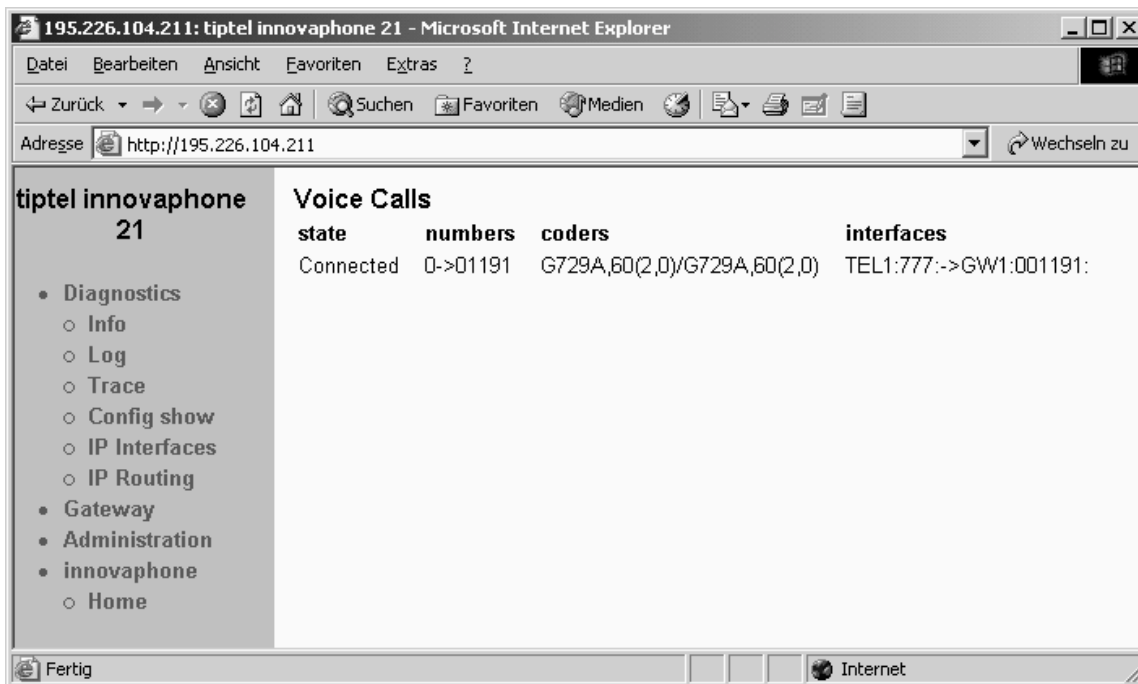 195.226.104.211: tiptel innovaphone 21 - Microsoft Internet Explorer
Datei Bearbeiten Ansicht Favoriten Extras ?
Zurück Suchen Favoriten Medien
Adresse http://195.226.104.211 Wechseln zu
tiptel innovaphone
21
Diagnostics
Info
Log
Trace
Config show
IP Interfaces
IP Routing
Gateway
Administration
innovaphone
Home
Voice Calls
state numbers coders interfaces
Connected 0->01191 G729A,60(2,0)/G729A,60(2,0) TEL1:777:->GW1:001191:
Fertig Internet